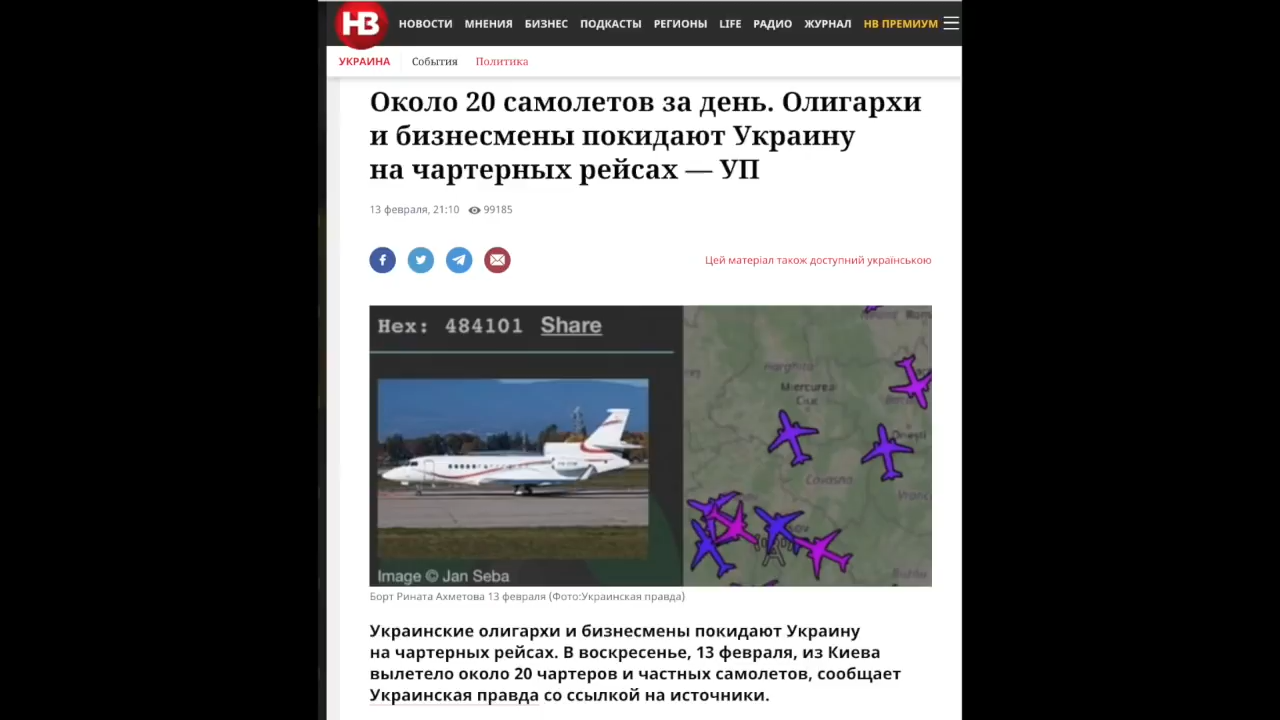 НВ
НОВОСТИ МНЕНИЯ БИЗНЕС ПОДКАСТЫ РЕГИОНЫ LIFE РАДИО ЖУРНАЛ НВ ПРЕМИУМ
УКРАИНА События Политика
Около 20 самолетов за день. Олигархи
и бизнесмены покидают Украину
на чартерных рейсах — УП
13 февраля, 21:10 99185
Цей матеріал також доступний українською
Hex: 484101 Share
Harghita
Miercurea
Ciuc
Onești
Covasna
Image © Jan Seba
Борт Рината Ахметова 13 февраля (Фото:Украинская правда)
Украинские олигархи и бизнесмены покидают Украину
на чартерных рейсах. В воскресенье, 13 февраля, из Киева
вылетело около 20 чартеров и частных самолетов, сообщает
Украинская правда со ссылкой на источники.